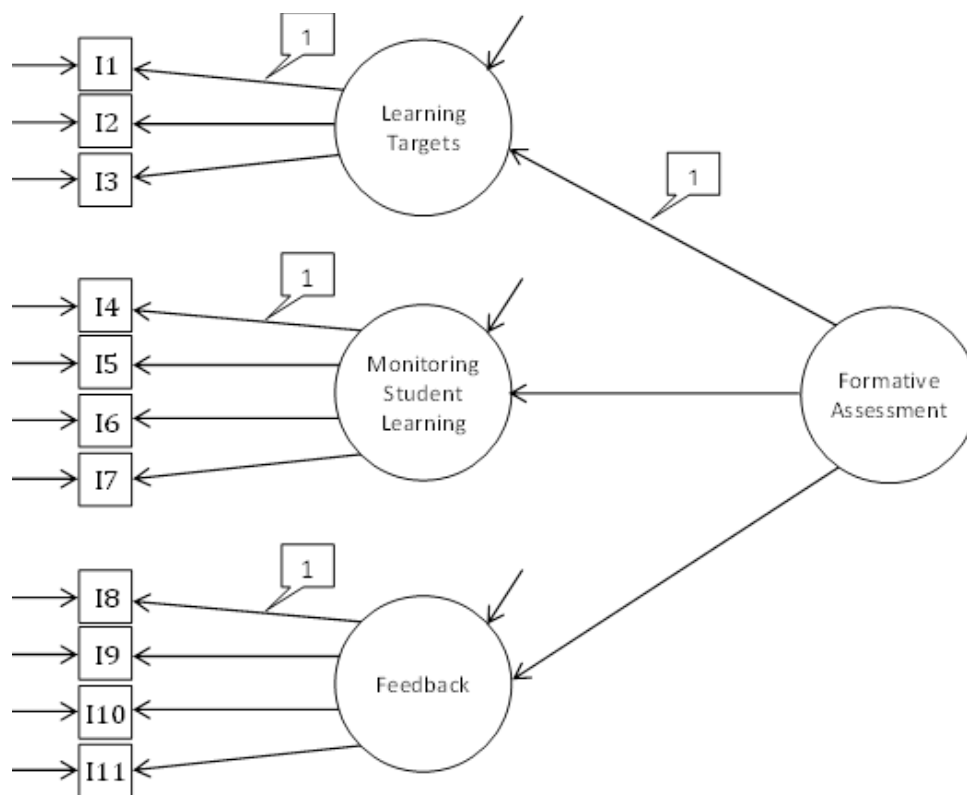 1
I1
I2
I3
Learning
Targets
1
1
I4
I5
I6
I7
Monitoring
Student
Learning
Formative
Assessment
1
I8
I9
I10
I11
Feedback